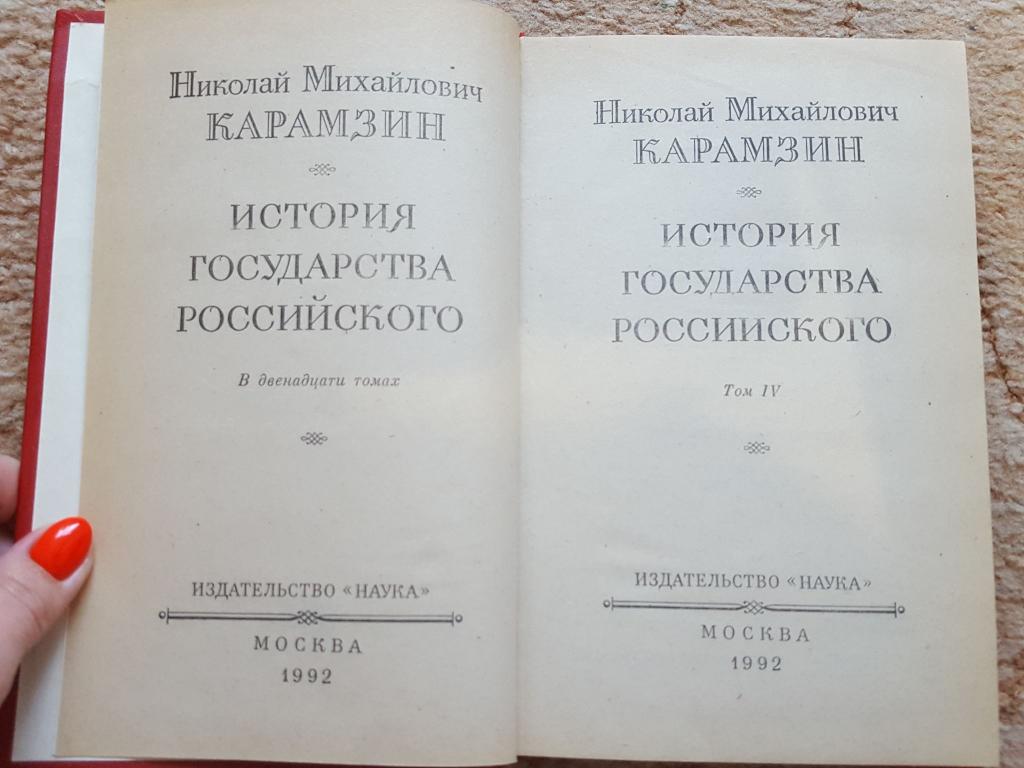 Николай Михайлович
КАРАМЗИН
ИСТОРИЯ
ГОСУДАРСТВА
РОССИЙСКОГО
В двенадцати томах
ИЗДАТЕЛЬСТВО «НАУКА»
МОСКВА
1992
Николай Михайлович
КАРАМЗИН
ИСТОРИЯ
ГОСУДАРСТВА
РОССИИСКОГО
Том IV
ИЗДАТЕЛЬСТВО «НАУКА»
МОСКВА
1992